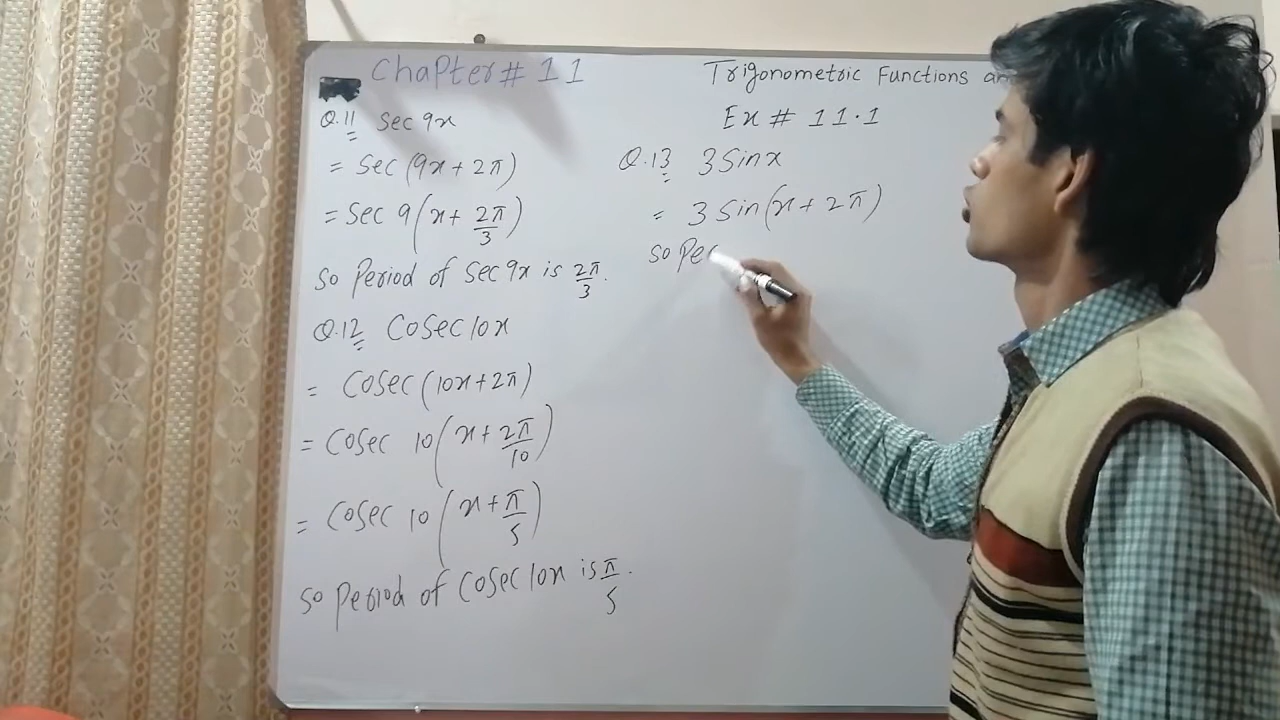 Chapter # 11
Q.11 Sec 9x
= Sec (9x + 2π)
= Sec 9 (x + 2π/3)
So Period of Sec 9x is 2π/3.
Q.12 Cosec 10x
= Cosec (10x + 2π)
= Cosec 10 (x + 2π/10)
= Cosec 10 (x + π/5)
So Period of Cosec 10x is π/5.
Trigonometric Functions an
Ex # 11.1
Q.13 3 Sin x
= 3 Sin (x + 2π)
So Pe